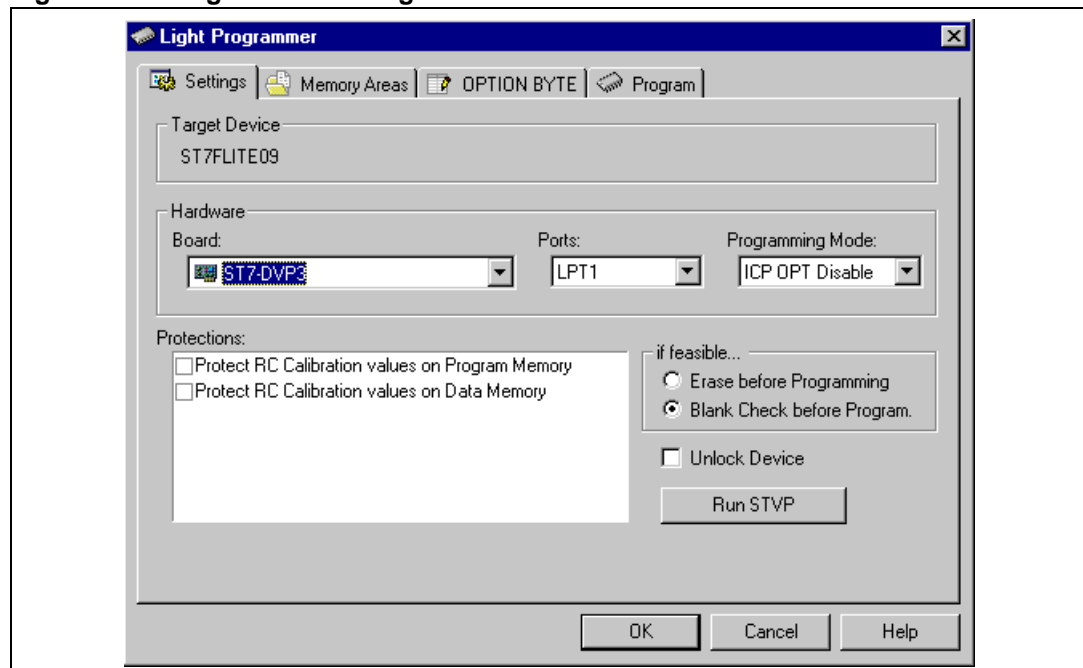 Light Programmer
Settings Memory Areas OPTION BYTE Program
Target Device
ST7FLITE09
Hardware
Board: Ports: Programming Mode:
ST7-DVP3 LPT1 ICP OPT Disable
Protections:
Protect RC Calibration values on Program Memory
Protect RC Calibration values on Data Memory
if feasible...
Erase before Programming
Blank Check before Program.
Unlock Device
Run STVP
OK Cancel Help